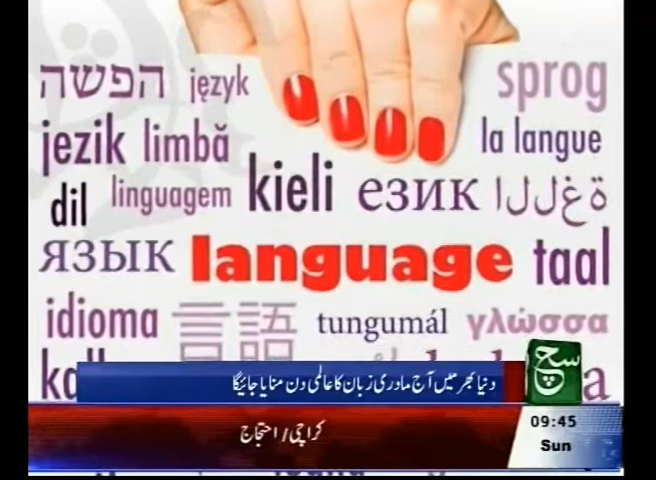 הפשה język sprog
jezik limbă la langue
dil linguagem kieli език ة غ ل ل ا
язык language taal
idioma 言語 tungumál γλώσσα
دنیا بھر میں آج مادری زبان کا عالمی دن منایا جائیگا
سچ
کراچی/احتجاج
09:45
Sun